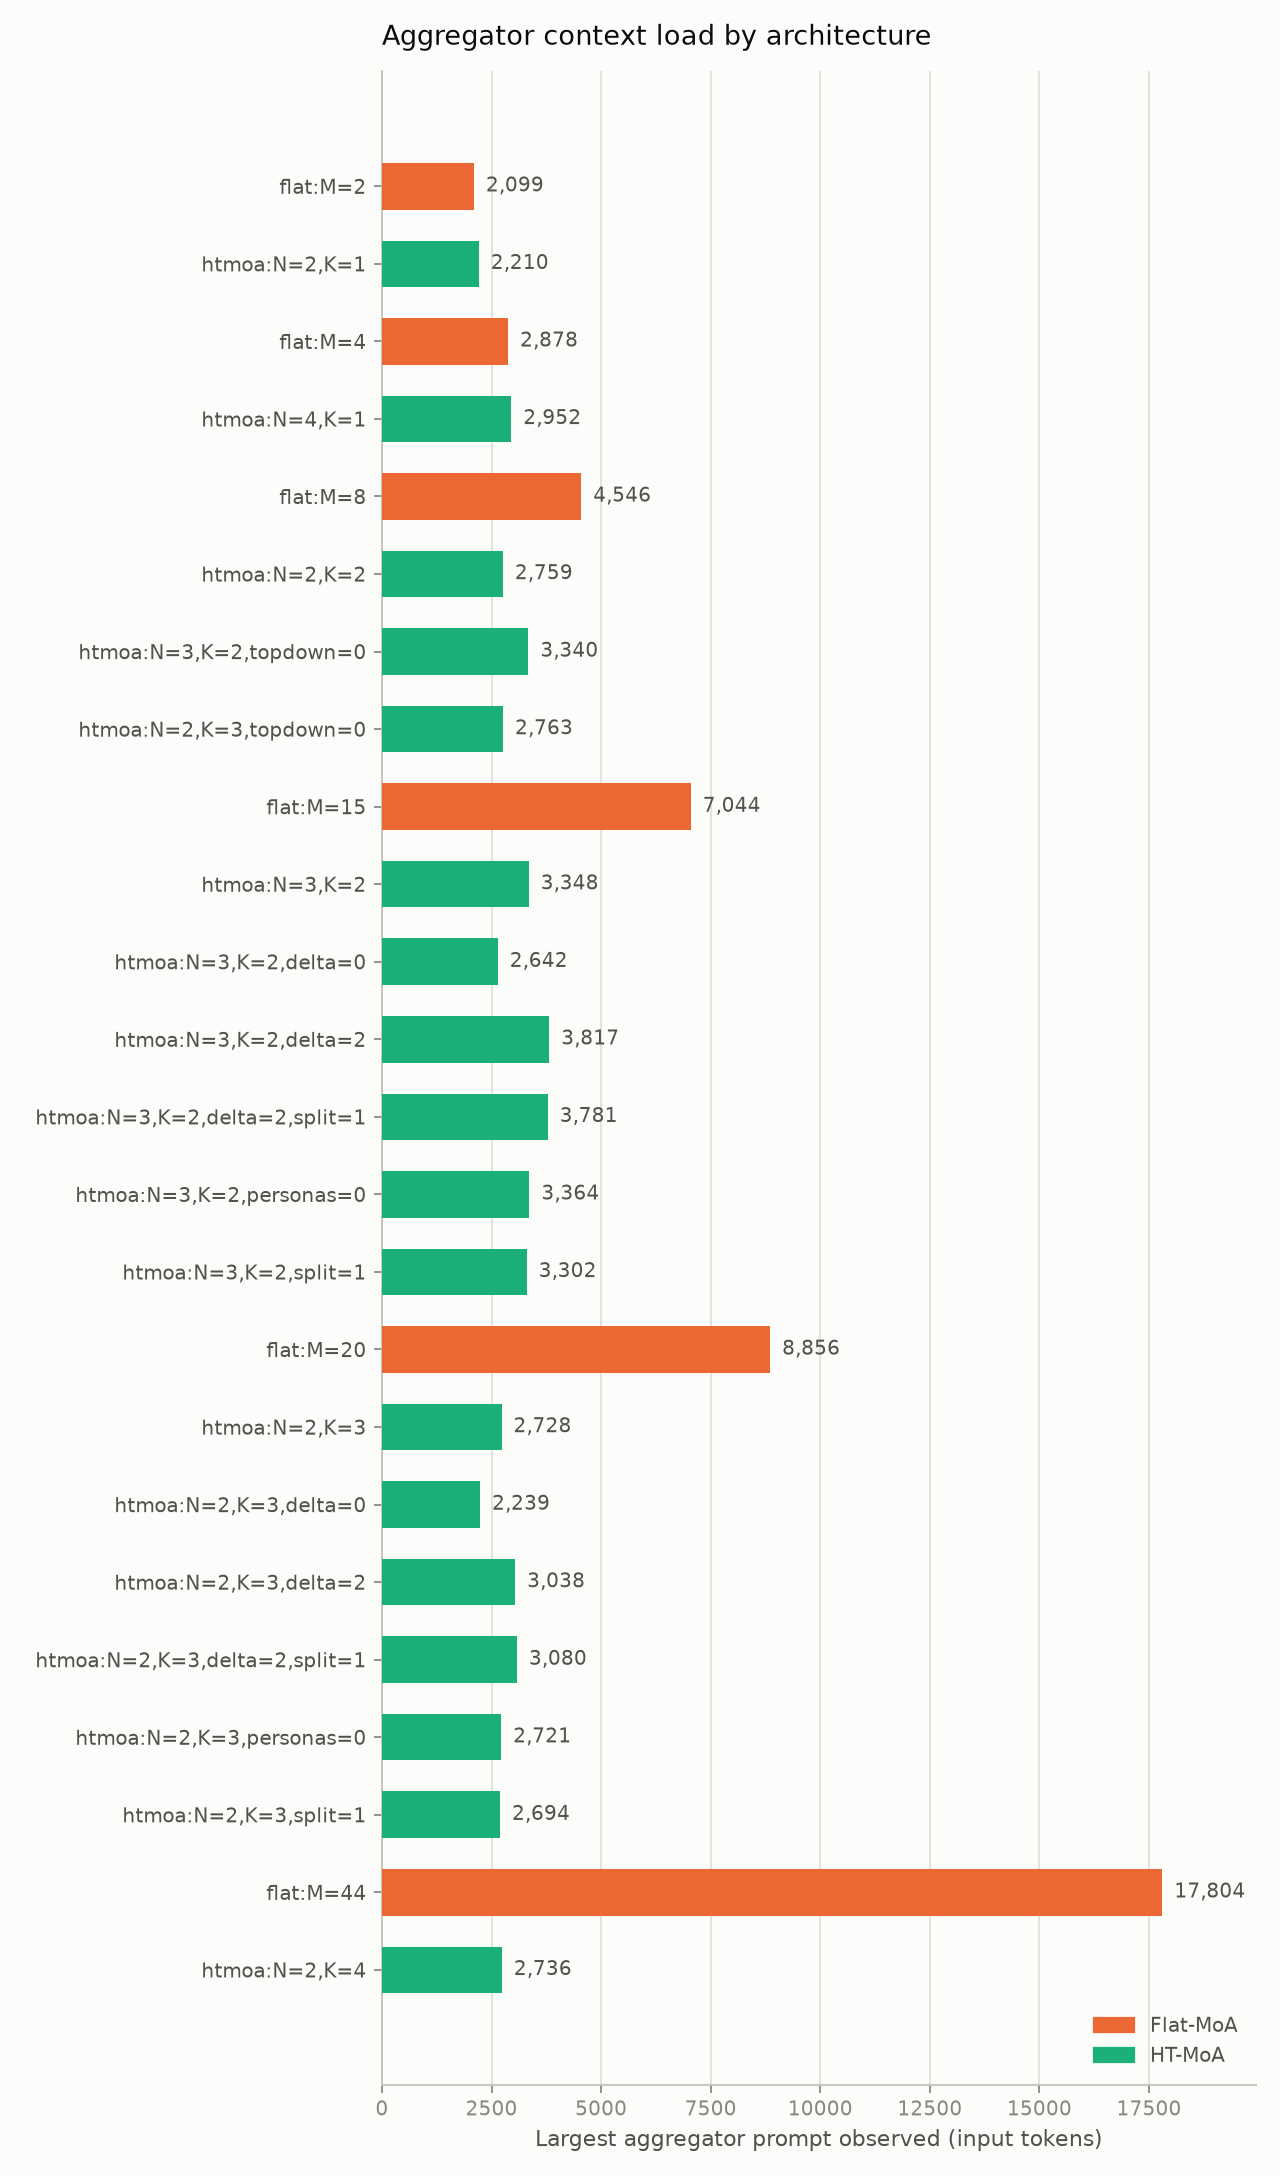 Aggregator context load by architecture
flat:M=2 2,099
htmoa:N=2,K=1 2,210
flat:M=4 2,878
htmoa:N=4,K=1 2,952
flat:M=8 4,546
htmoa:N=2,K=2 2,759
htmoa:N=3,K=2,topdown=0 3,340
htmoa:N=2,K=3,topdown=0 2,763
flat:M=15 7,044
htmoa:N=3,K=2 3,348
htmoa:N=3,K=2,delta=0 2,642
htmoa:N=3,K=2,delta=2 3,817
htmoa:N=3,K=2,delta=2,split=1 3,781
htmoa:N=3,K=2,personas=0 3,364
htmoa:N=3,K=2,split=1 3,302
flat:M=20 8,856
htmoa:N=2,K=3 2,728
htmoa:N=2,K=3,delta=0 2,239
htmoa:N=2,K=3,delta=2 3,038
htmoa:N=2,K=3,delta=2,split=1 3,080
htmoa:N=2,K=3,personas=0 2,721
htmoa:N=2,K=3,split=1 2,694
flat:M=44 17,804
htmoa:N=2,K=4 2,736
Flat-MoA
HT-MoA
0 2500 5000 7500 10000 12500 15000 17500
Largest aggregator prompt observed (input tokens)